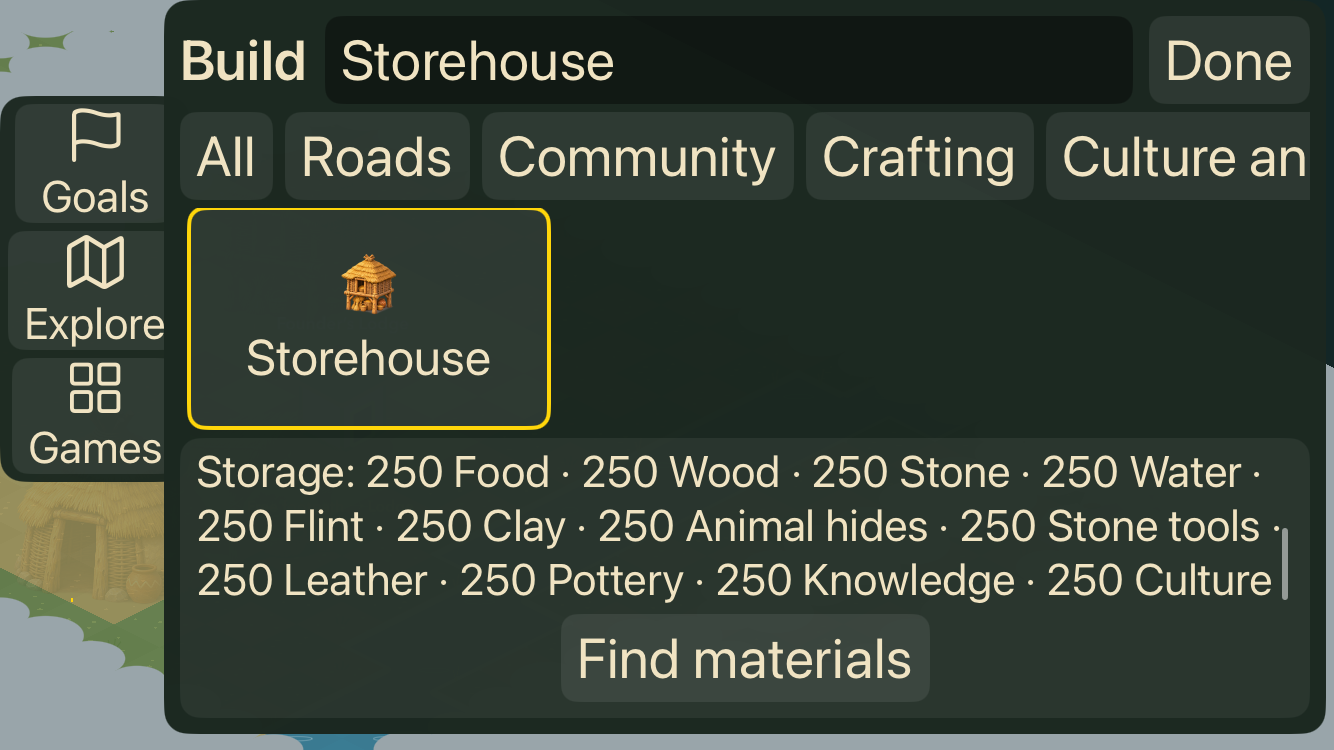 Build
Storehouse
Done
All
Roads
Community
Crafting
Culture an
Goals
Explore
Games
Storehouse
Storage: 250 Food · 250 Wood · 250 Stone · 250 Water ·
250 Flint · 250 Clay · 250 Animal hides · 250 Stone tools ·
250 Leather · 250 Pottery · 250 Knowledge · 250 Culture
Find materials